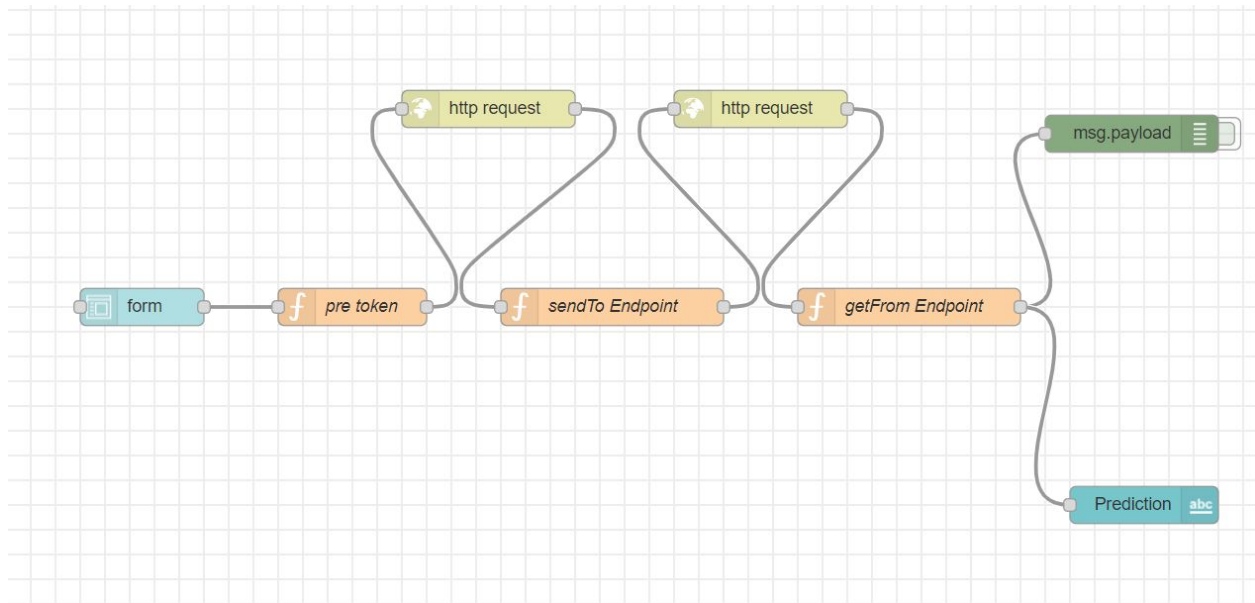 http request
http request
msg.payload
form
pre token
sendTo Endpoint
getFrom Endpoint
Prediction
abc